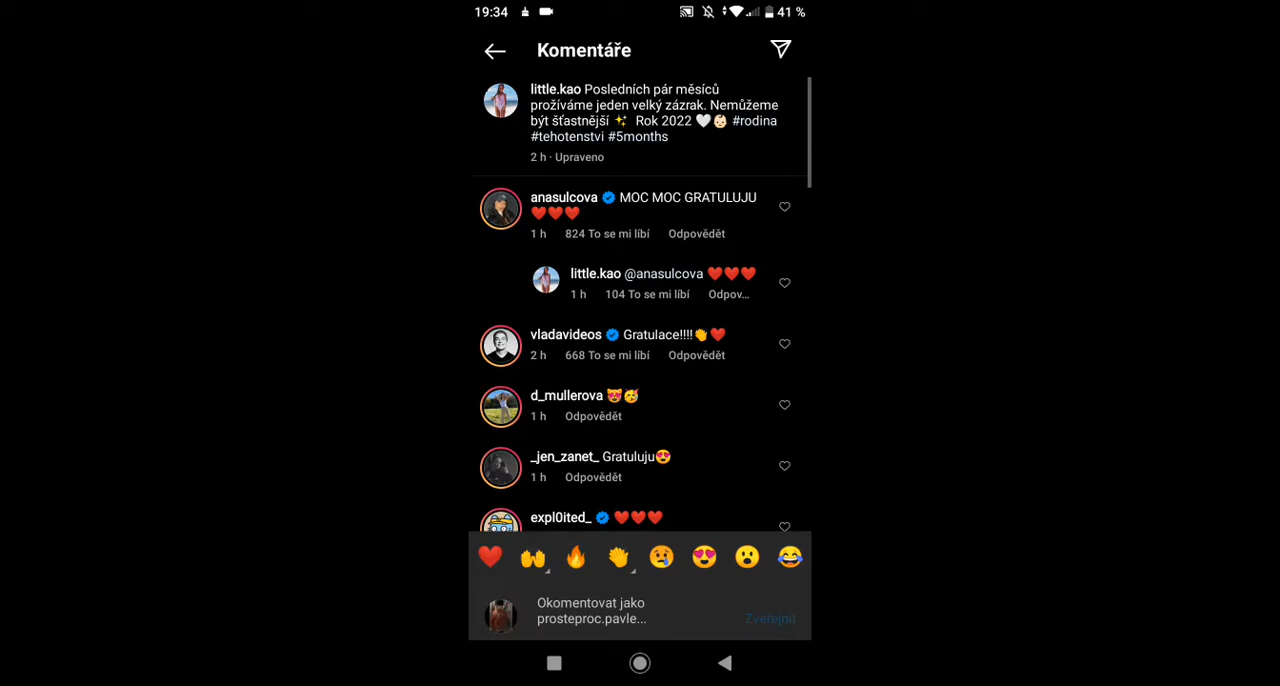 19:34 41 %
Komentáře
little.kao Posledních pár měsíců
prožíváme jeden velký zázrak. Nemůžeme
být šťastnější ✨ Rok 2022 🤍👶🏻 #rodina
#tehotenstvi #5months
2 h · Upraveno
anasulcova MOC MOC GRATULUJU
❤️❤️❤️
1 h 824 To se mi líbí Odpovědět
little.kao @anasulcova ❤️❤️❤️
1 h 104 To se mi líbí Odpov...
vladavideos Gratulace!!!!👏❤️
2 h 668 To se mi líbí Odpovědět
d_mullerova 😻🥳
1 h Odpovědět
_jen_zanet_ Gratuluju😍
1 h Odpovědět
expl0ited_ ❤️❤️❤️
❤️ 🙌 🔥 👏 😢 😍 😮 😂
Okomentovat jako
prosteproc.pavle...
Zveřejnit